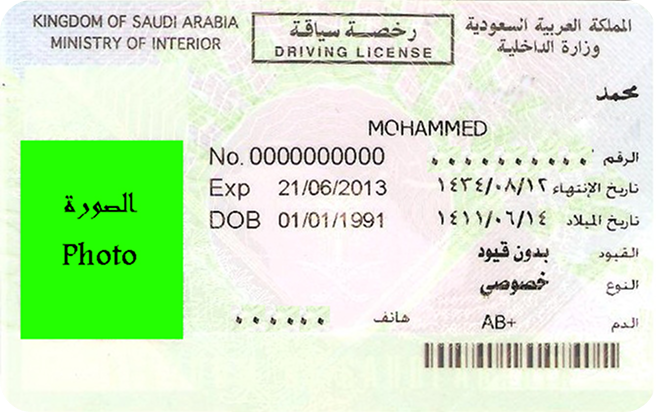 KINGDOM OF SAUDI ARABIA
MINISTRY OF INTERIOR
رخصة سياقة
DRIVING LICENSE
المملكة العربية السعودية
وزارة الداخلية
محمد
MOHAMMED
No. 0000000000
الرقم ٠٠٠٠٠٠٠٠٠٠
Exp 21/06/2013
تاريخ الإنتهاء ١٤٣٤/٠٨/١٢
DOB 01/01/1991
تاريخ الميلاد ١٤١١/٠٦/١٤
القيود بدون قيود
النوع خصوصي
الدم AB+
هاتف ٠٠٠٠٠٠
الصورة
Photo